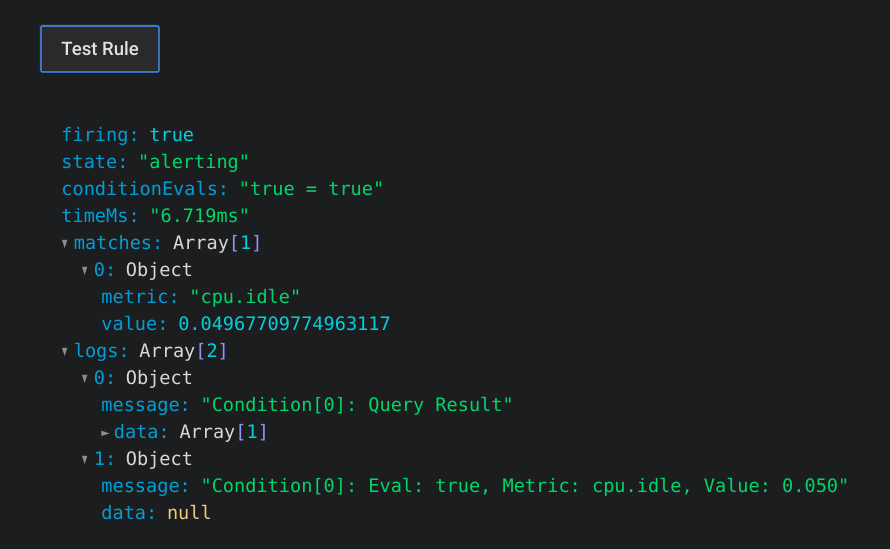 Test Rule
firing: true
state: "alerting"
conditionEvals: "true = true"
timeMs: "6.719ms"
▾ matches: Array[1]
▾ 0: Object
metric: "cpu.idle"
value: 0.04967709774963117
▾ logs: Array[2]
▾ 0: Object
message: "Condition[0]: Query Result"
► data: Array[1]
▾ 1: Object
message: "Condition[0]: Eval: true, Metric: cpu.idle, Value: 0.050"
data: null